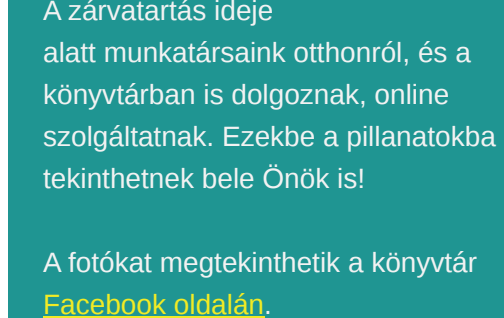 A zárvatartás ideje
alatt munkatársaink otthonról, és a
könyvtárban is dolgoznak, online
szolgáltatnak. Ezekbe a pillanatokba
tekinthetnek bele Önök is!
A fotókat megtekinthetik a könyvtár
Facebook oldalán.